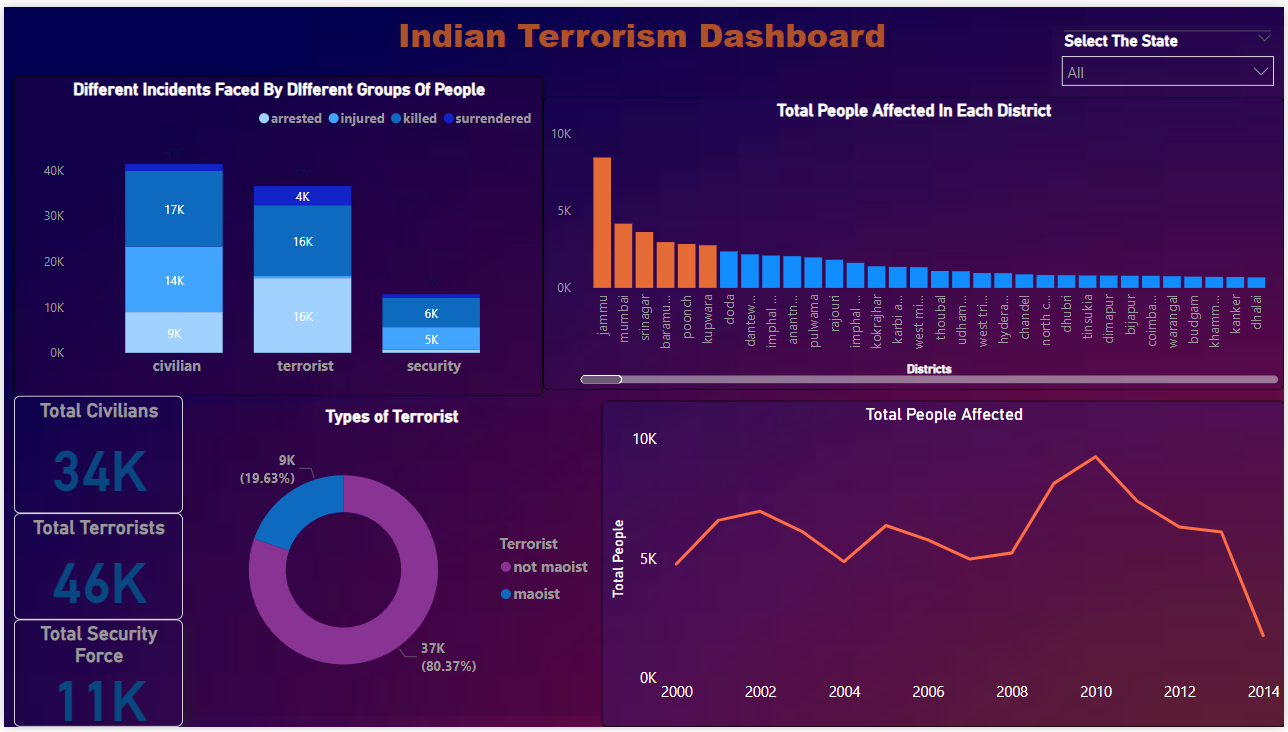 Indian Terrorism Dashboard
Select The State
All
Different Incidents Faced By DIfferent Groups Of People
arrested injured killed surrendered
40K
30K
20K
10K
0K
17K
14K
9K
4K
16K
16K
6K
5K
civilian terrorist security
Total People Affected In Each District
10K
5K
0K
jammu
mumbai
srinagar
baramu...
poonch
kupwara
doda
dantew...
imphal ...
anantn...
pulwama
rajouri
imphal ...
kokrajhar
karbi a...
west mi...
thoubal
udham...
west tri...
hydera...
chandel
north c...
dhubri
tinsukia
dimapur
bijapur
coimba...
warangal
budgam
khamm...
kanker
dhalai
Districts
Total Civilians
34K
Total Terrorists
46K
Total Security
Force
11K
Types of Terrorist
9K
(19.63%)
37K
(80.37%)
Terrorist
not maoist
maoist
Total People Affected
Total People
10K
5K
0K
2000 2002 2004 2006 2008 2010 2012 2014